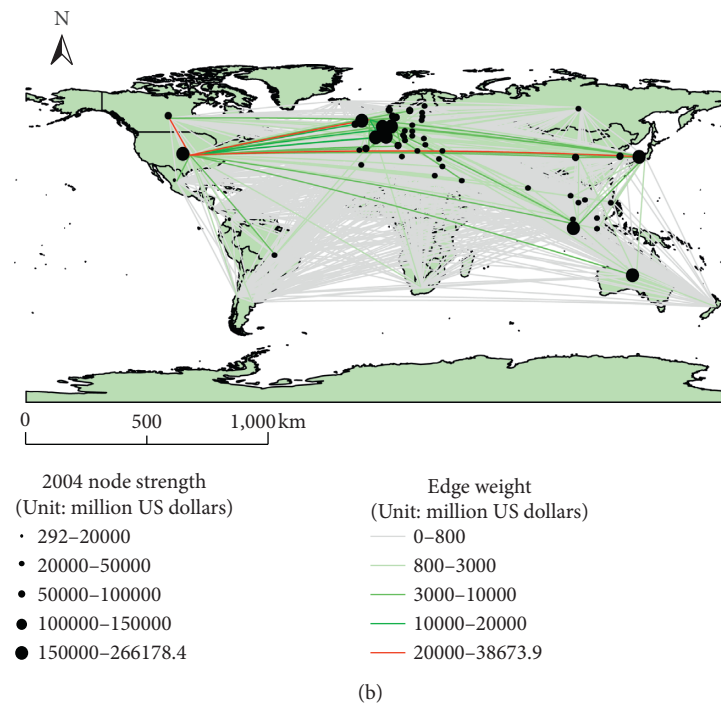 N
0 500 1,000 km
2004 node strength
(Unit: million US dollars)
292–20000
20000–50000
50000–100000
100000–150000
150000–266178.4
Edge weight
(Unit: million US dollars)
0–800
800–3000
3000–10000
10000–20000
20000–38673.9
(b)